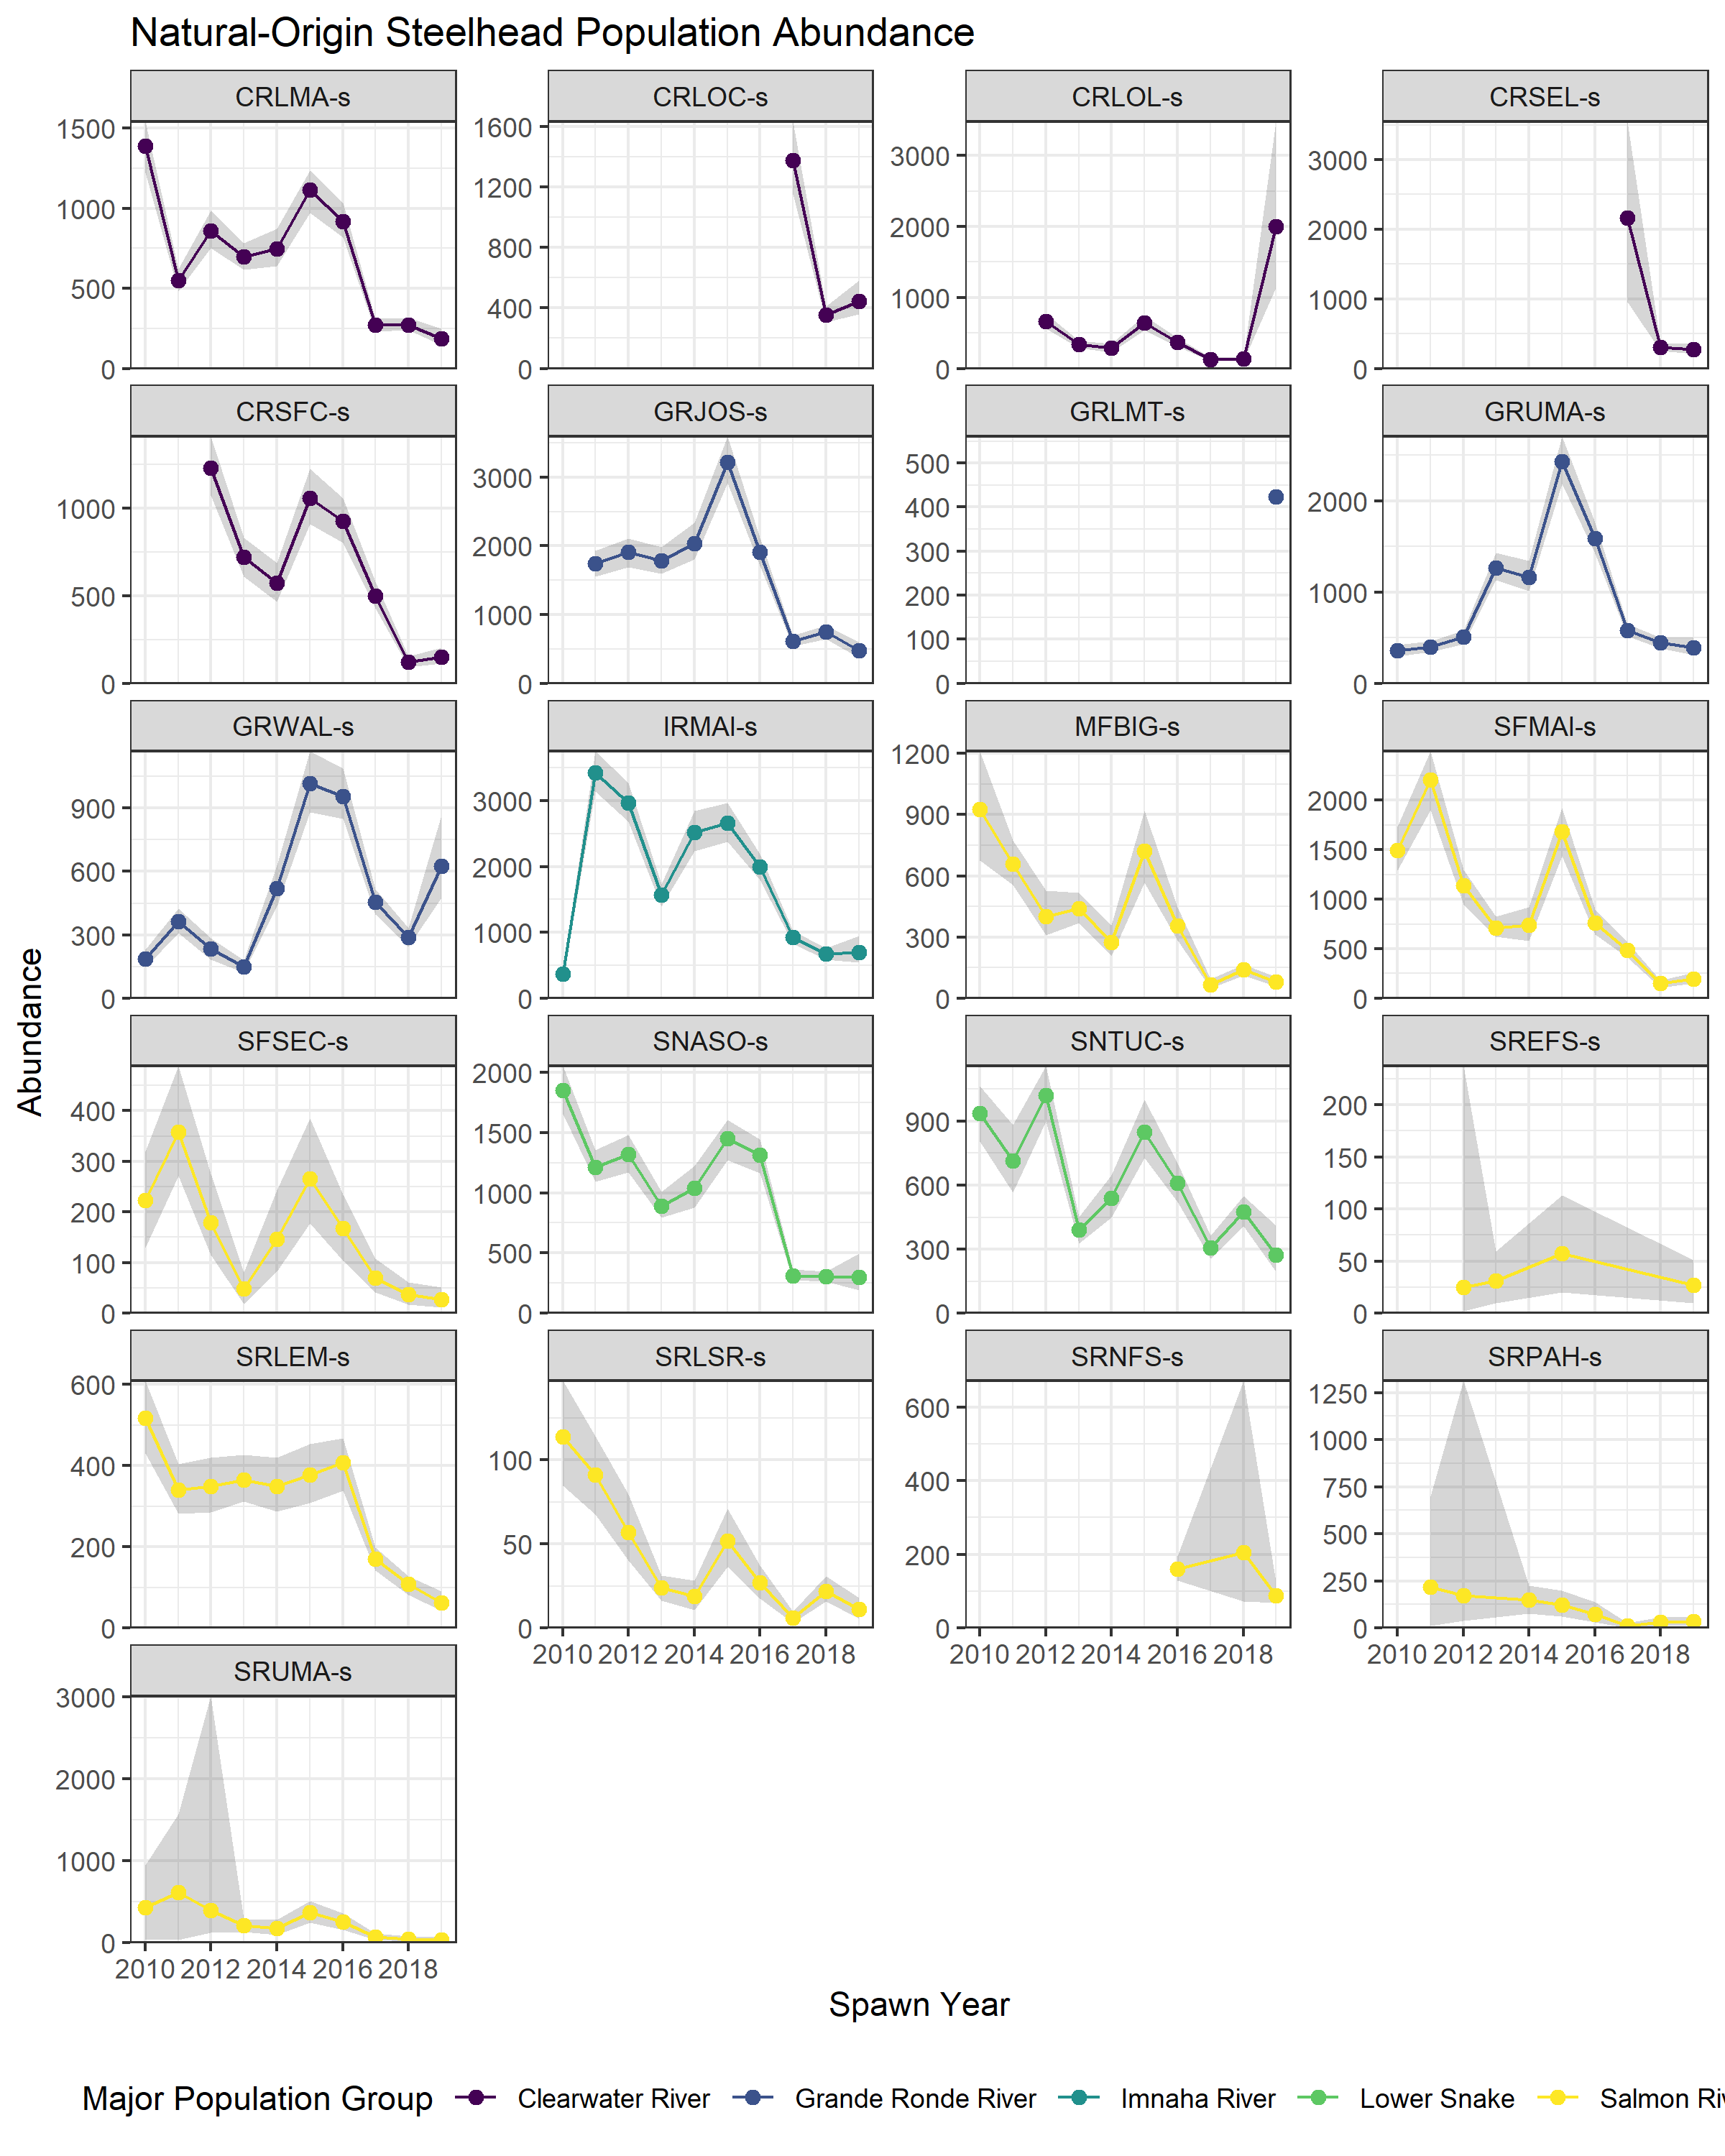 Natural-Origin Steelhead Population Abundance
CRLMA-s CRLOC-s CRLOL-s CRSEL-s
1500 1000 500 0
1600 1200 800 400 0
3000 2000 1000 0
3000 2000 1000 0
CRSFC-s GRJOS-s GRLMT-s GRUMA-s
1000 500 0
3000 2000 1000 0
500 400 300 200 100 0
2000 1000 0
GRWAL-s IRMAI-s MFBIG-s SFMAI-s
900 600 300 0
3000 2000 1000 0
1200 900 600 300 0
2000 1500 1000 500 0
Abundance
SFSEC-s SNASO-s SNTUC-s SREFS-s
400 300 200 100 0
2000 1500 1000 500 0
900 600 300 0
200 150 100 50 0
SRLEM-s SRLSR-s SRNFS-s SRPAH-s
600 400 200 0
100 50 0
600 400 200 0
1250 1000 750 500 250 0
2010 2012 2014 2016 2018
2010 2012 2014 2016 2018
2010 2012 2014 2016 2018
SRUMA-s
3000 2000 1000 0
2010 2012 2014 2016 2018
Spawn Year
Major Population Group Clearwater River Grande Ronde River Imnaha River Lower Snake Salmon